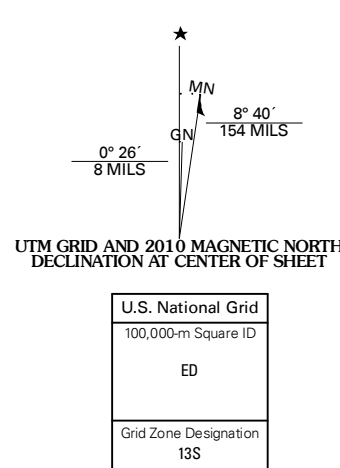 ★
MN
8° 40´
154 MILS
GN
0° 26´
8 MILS
UTM GRID AND 2010 MAGNETIC NORTH
DECLINATION AT CENTER OF SHEET
U.S. National Grid
100,000-m Square ID
ED
Grid Zone Designation
13S